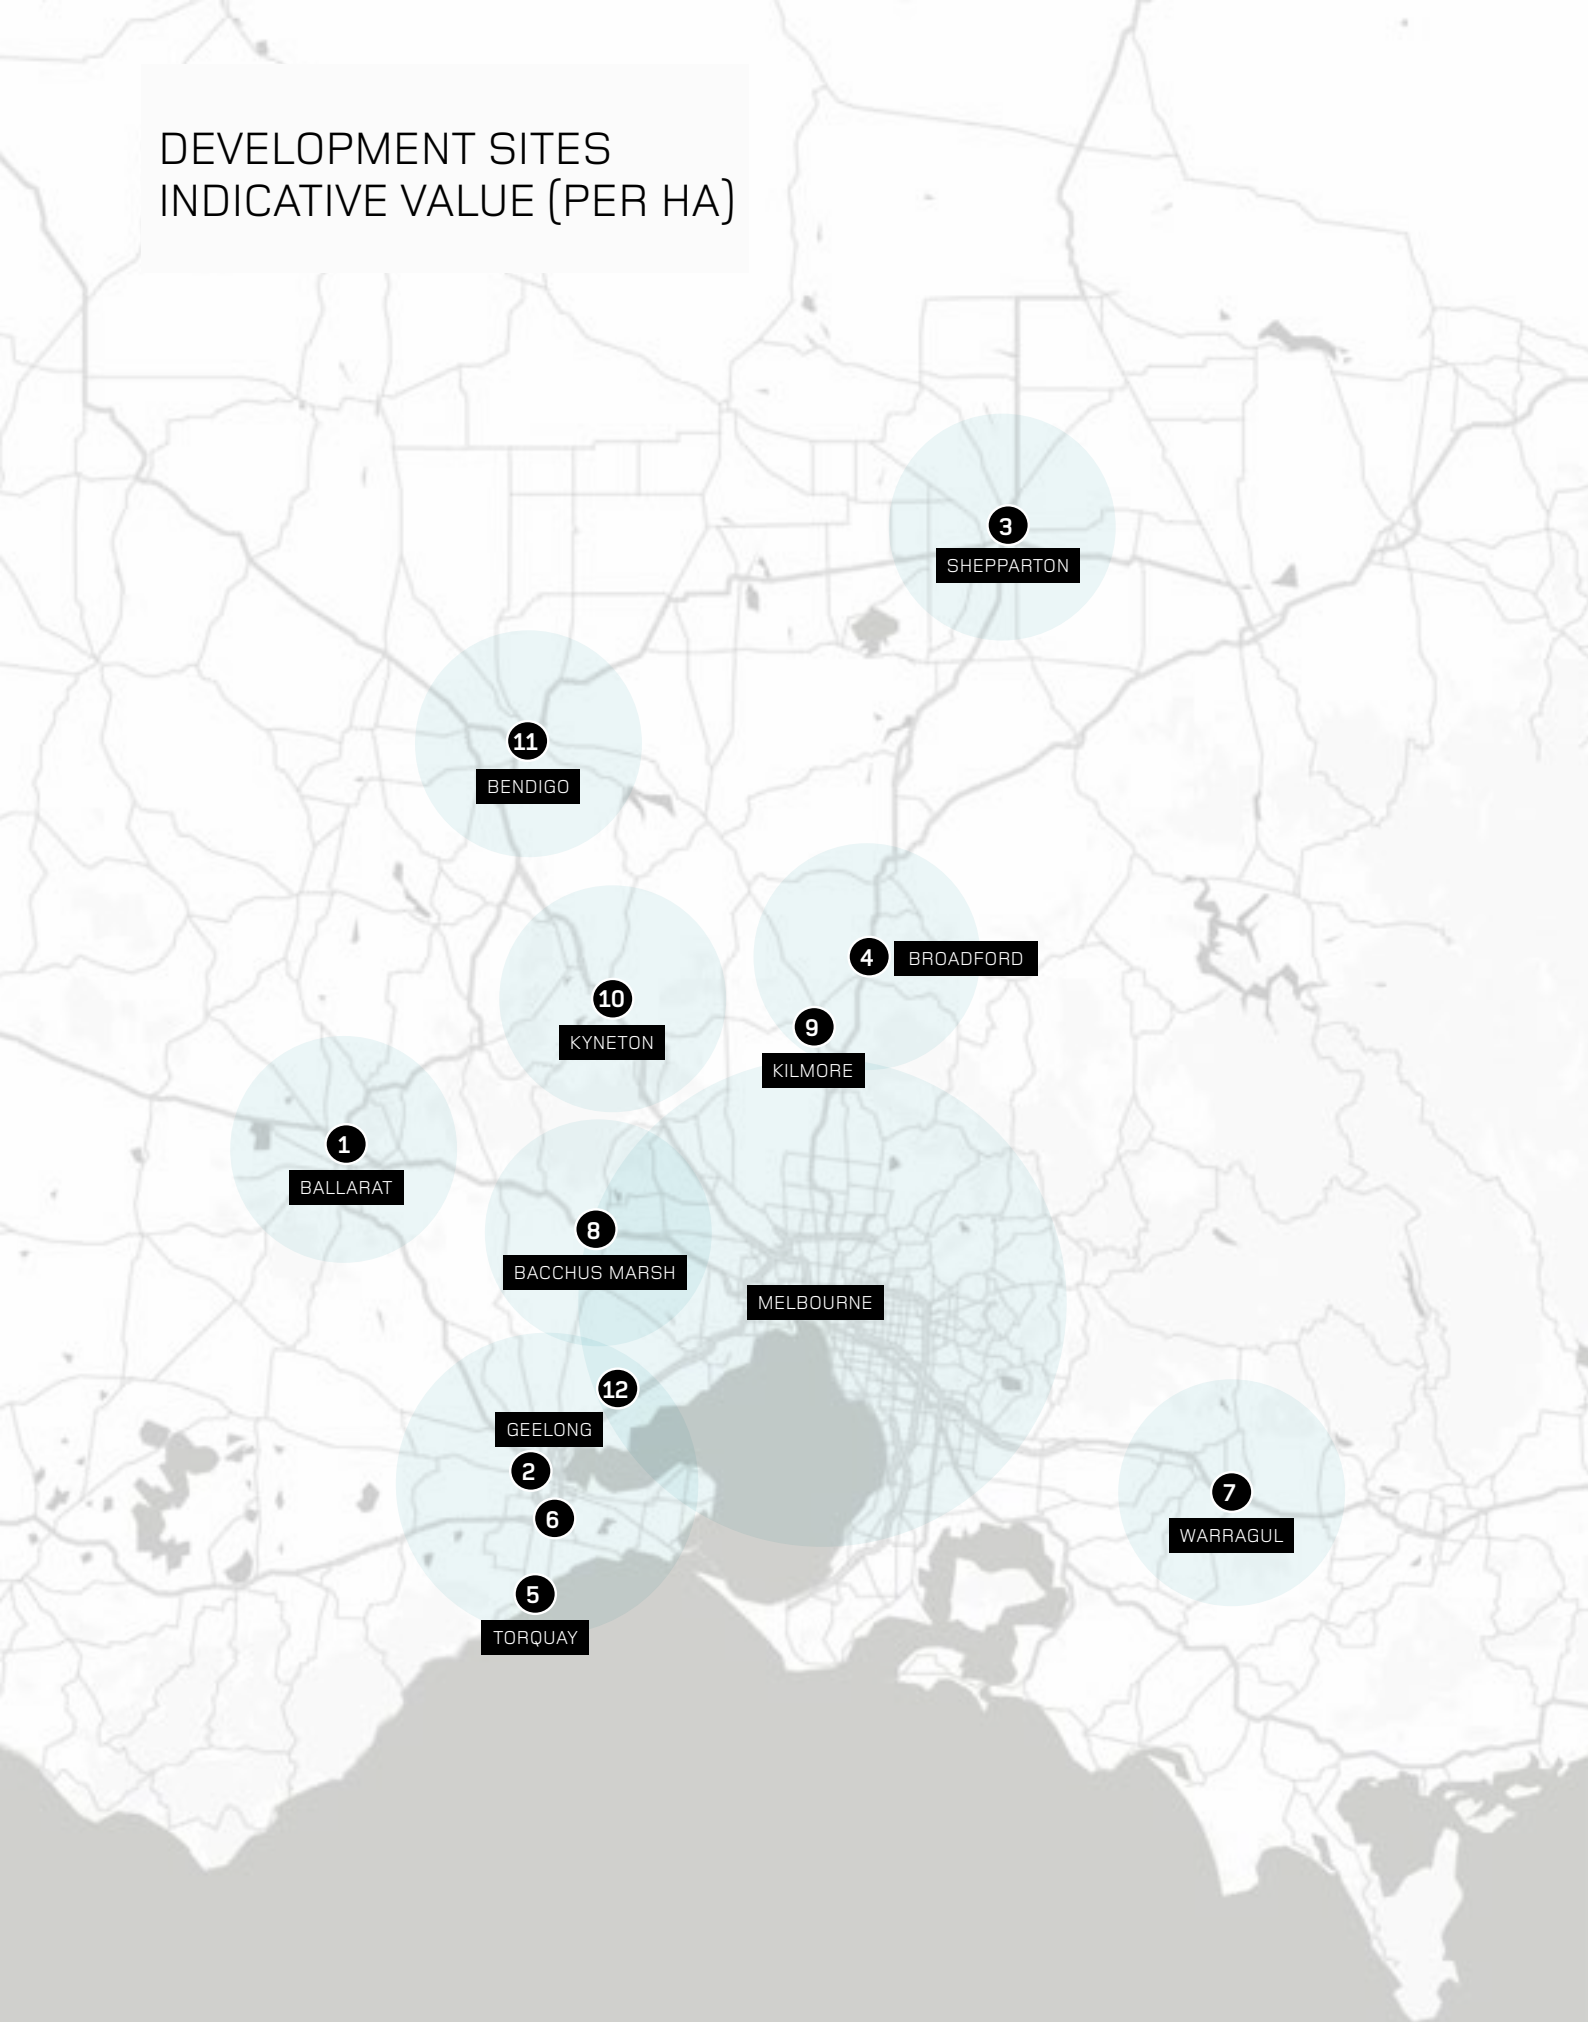 DEVELOPMENT SITES
INDICATIVE VALUE (PER HA)
3
SHEPPARTON
11
BENDIGO
4 BROADFORD
10
KYNETON
9
KILMORE
1
BALLARAT
8
BACCHUS MARSH
MELBOURNE
12
GEELONG
2
6
7
WARRAGUL
5
TORQUAY